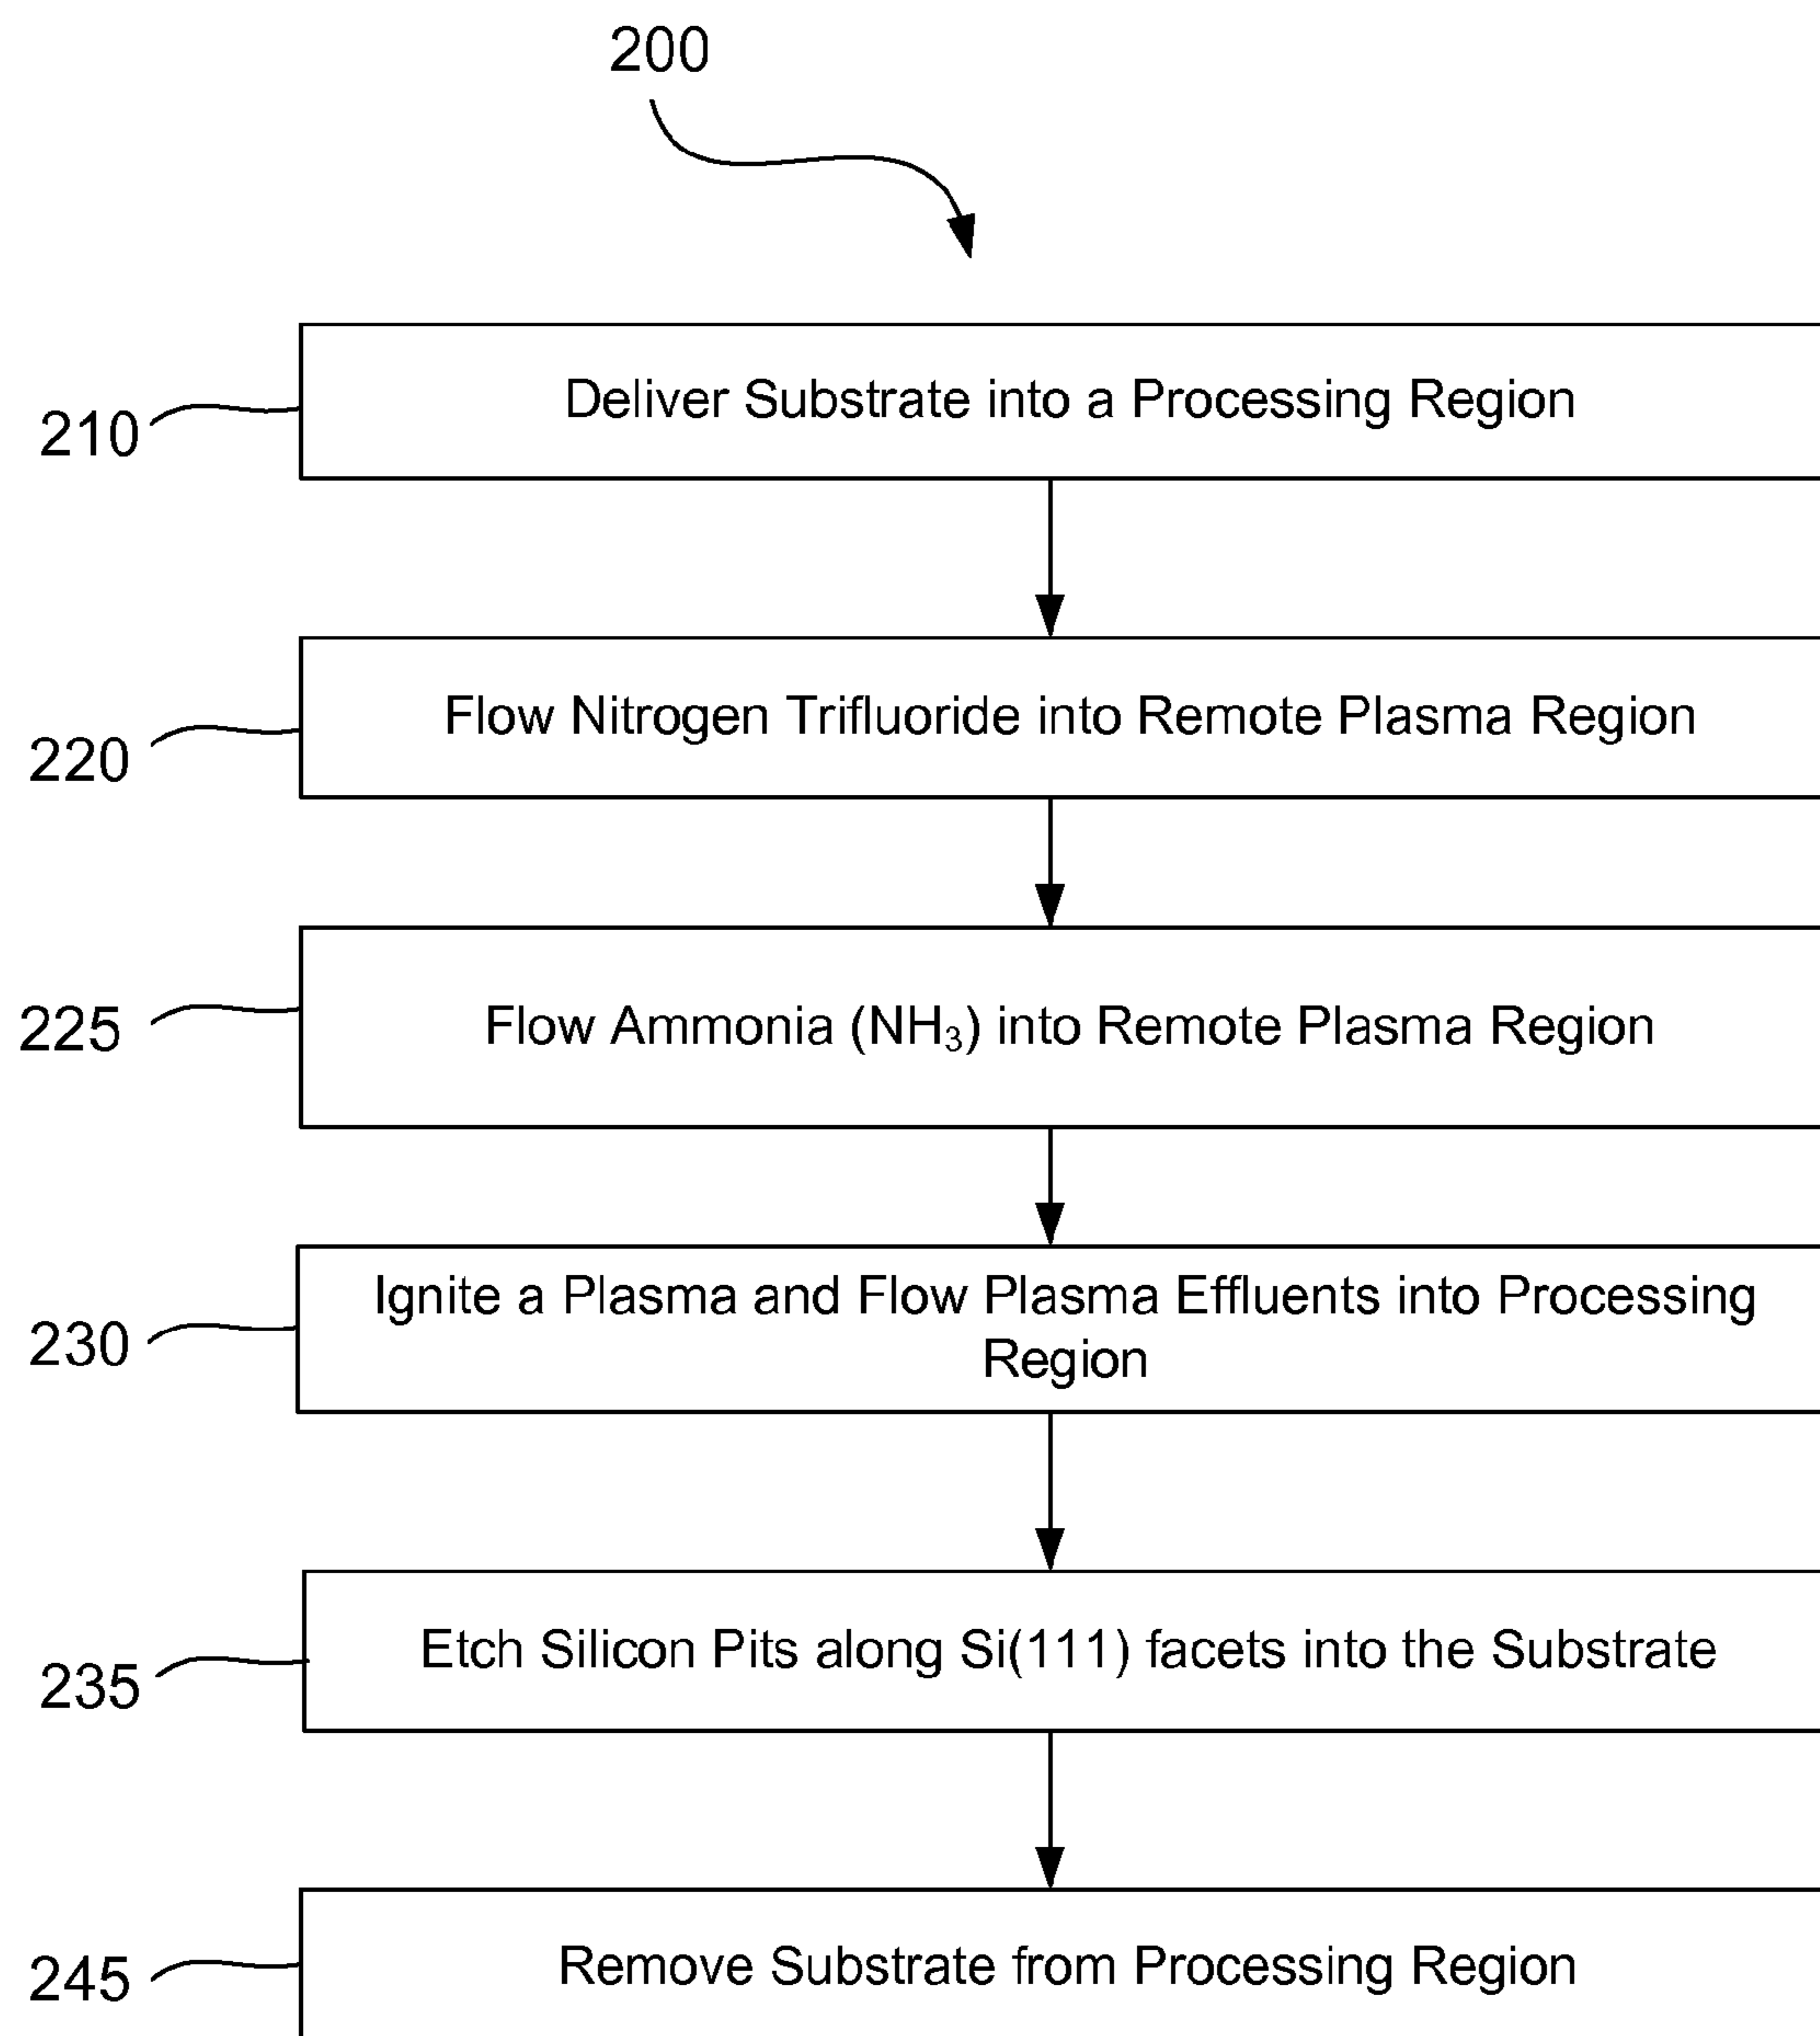 200
210
Deliver Substrate into a Processing Region
220
Flow Nitrogen Trifluoride into Remote Plasma Region
225
Flow Ammonia (NH₃) into Remote Plasma Region
230
Ignite a Plasma and Flow Plasma Effluents into Processing
Region
235
Etch Silicon Pits along Si(111) facets into the Substrate
245
Remove Substrate from Processing Region